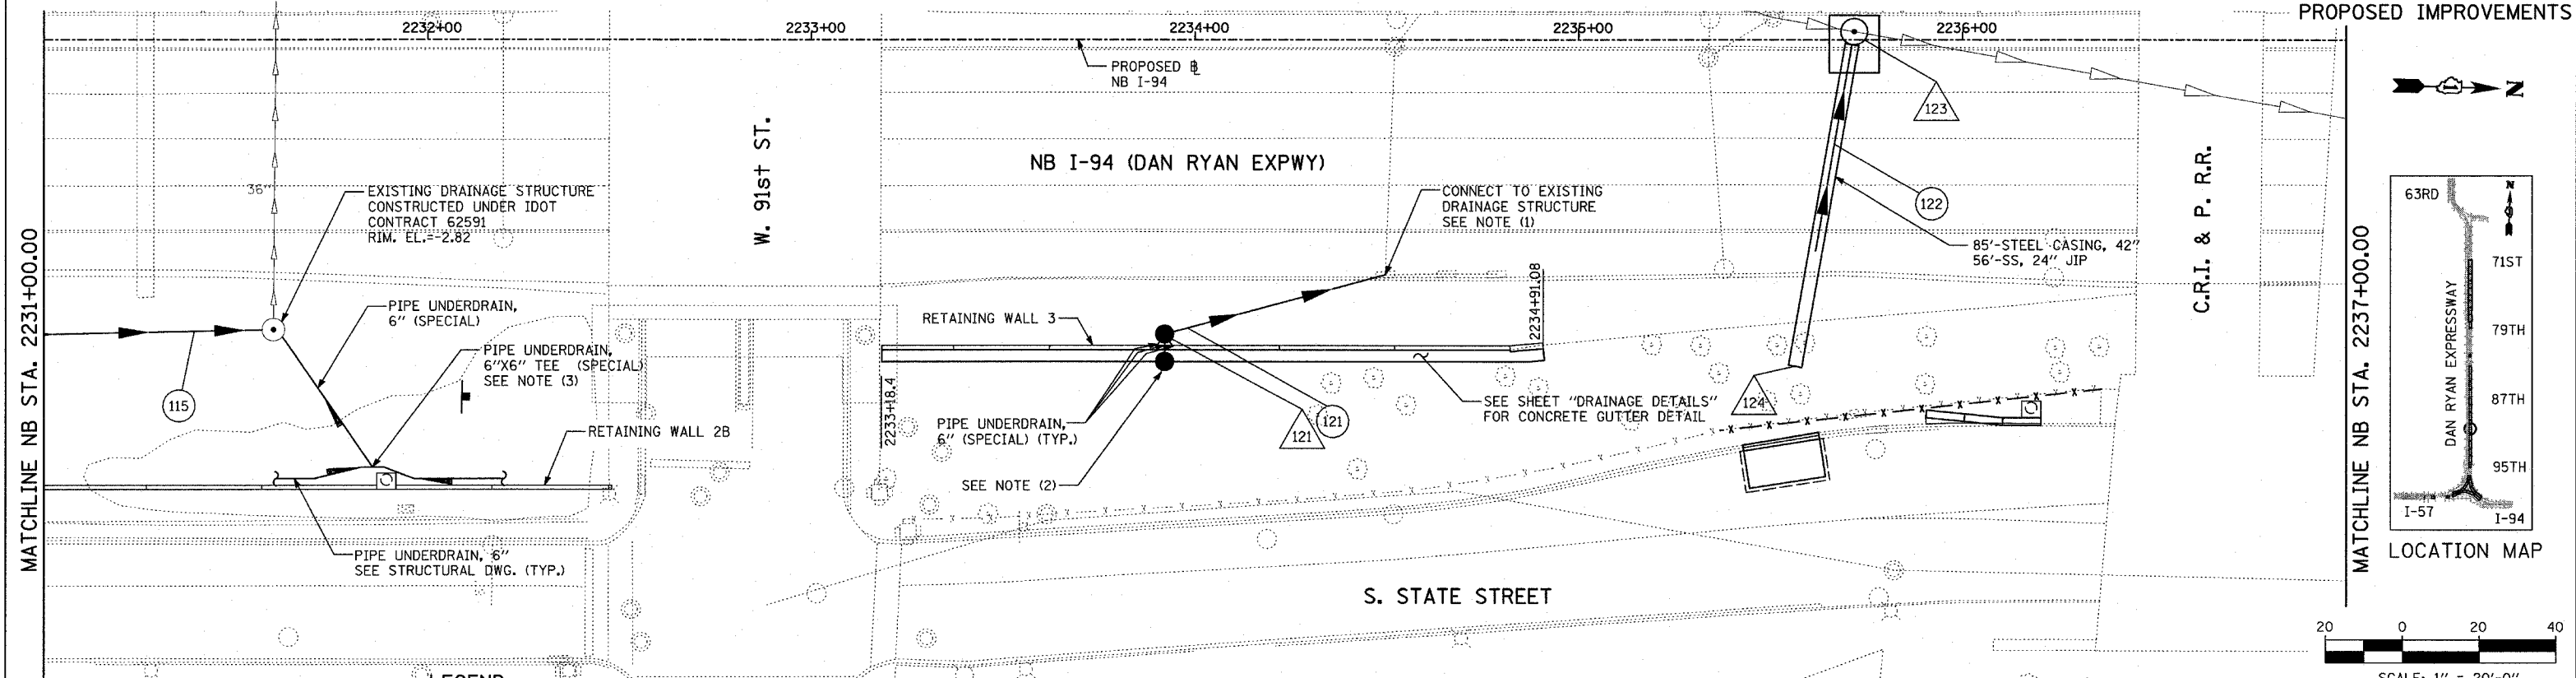 PROPOSED IMPROVEMENTS
2232+00
2233+00
2234+00
2235+00
2236+00
PROPOSED BL
NB I-94
123
N
W. 91st ST.
NB I-94 (DAN RYAN EXPWY)
C.R.I. & P. R.R.
36"
EXISTING DRAINAGE STRUCTURE
CONSTRUCTED UNDER IDOT
CONTRACT 62591
RIM. EL.=-2.82
CONNECT TO EXISTING
DRAINAGE STRUCTURE
SEE NOTE (1)
122
85'-STEEL CASING, 42"
56'-SS, 24" JIP
MATCHLINE NB STA. 2231+00.00
MATCHLINE NB STA. 2237+00.00
PIPE UNDERDRAIN,
6" (SPECIAL)
RETAINING WALL 3
2234+91.08
PIPE UNDERDRAIN,
6"X6" TEE (SPECIAL)
SEE NOTE (3)
115
2233+18.4
PIPE UNDERDRAIN,
6" (SPECIAL) (TYP.)
121
121
SEE SHEET "DRAINAGE DETAILS"
FOR CONCRETE GUTTER DETAIL
124
RETAINING WALL 2B
SEE NOTE (2)
PIPE UNDERDRAIN, 6"
SEE STRUCTURAL DWG. (TYP.)
S. STATE STREET
63RD
N
71ST
79TH
DAN RYAN EXPRESSWAY
87TH
95TH
I-57
I-94
LOCATION MAP
20 0 20 40
SCALE: 1" = 20'-0"
LEGEND